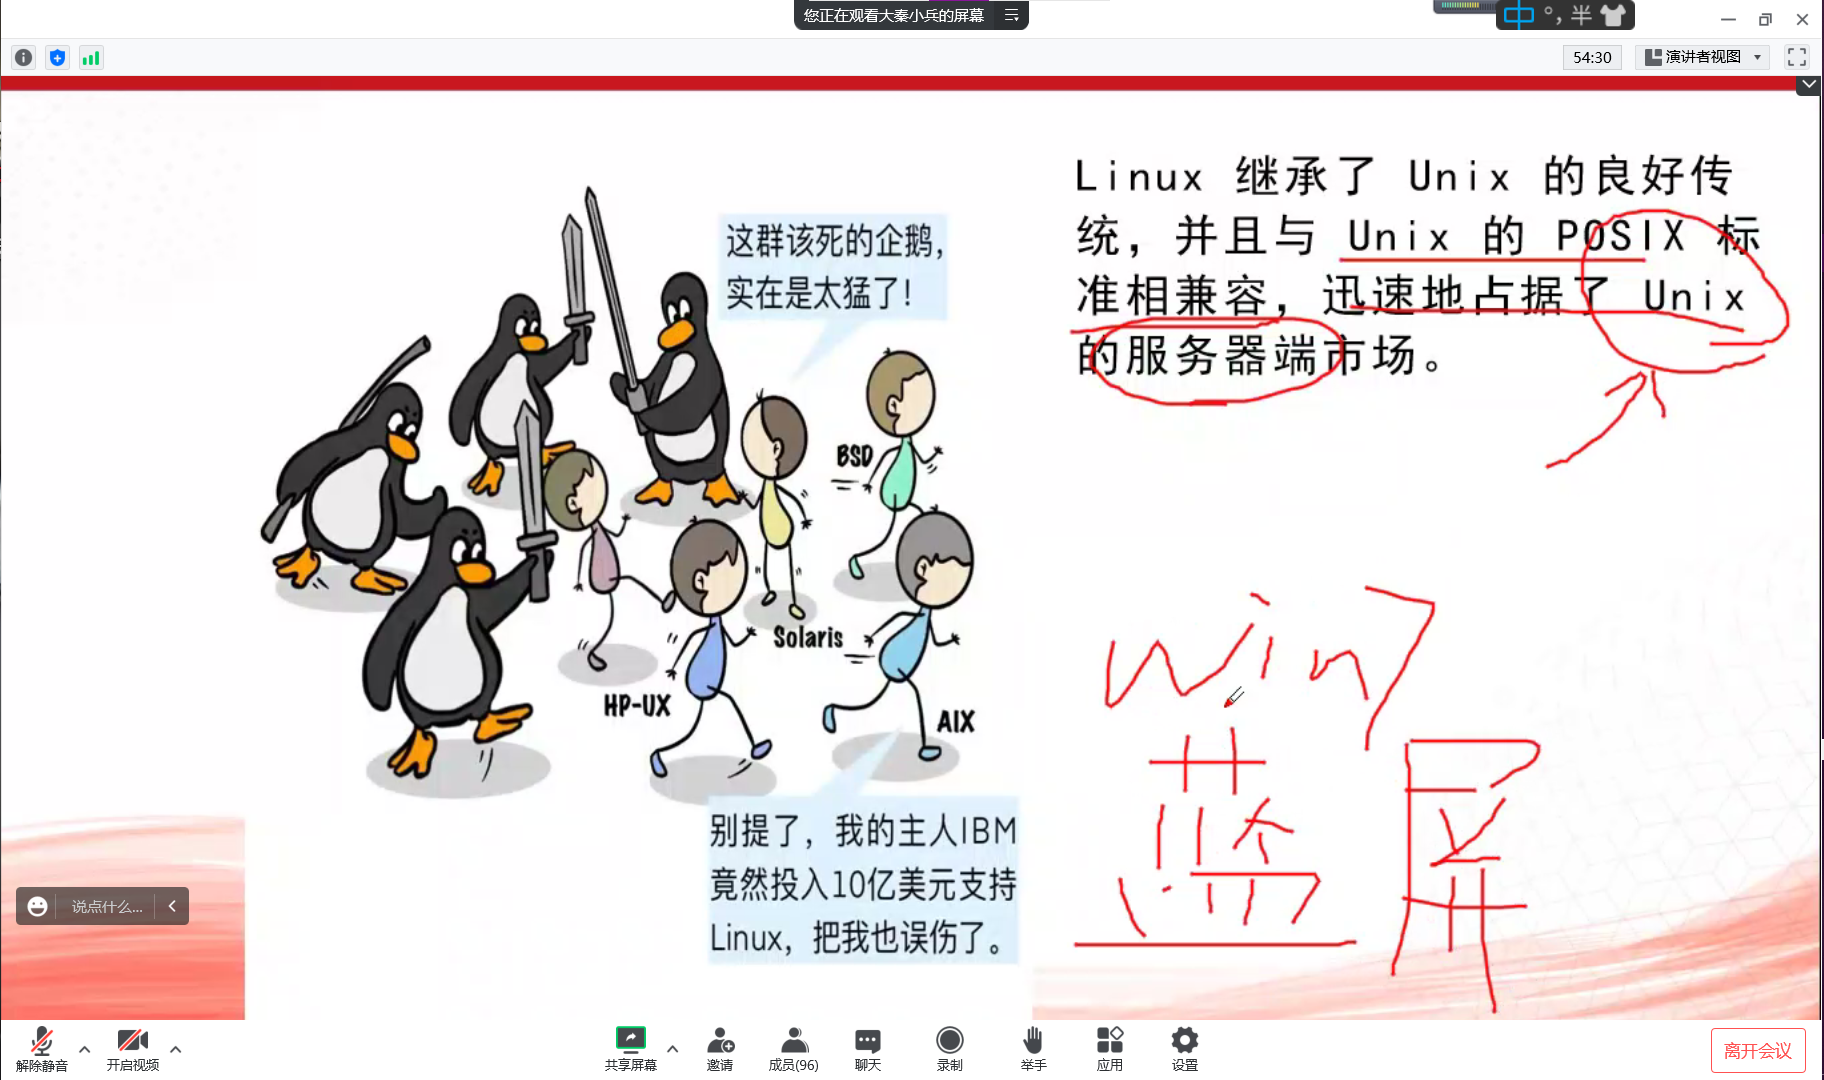 您正在观看大秦小兵的屏幕
中 °, 半
54:30
演讲者视图
Linux 继承了 Unix 的良好传
统，并且与 Unix 的 POSIX 标
准相兼容，迅速地占据了 Unix
的服务器端市场。
这群该死的企鹅，
实在是太猛了！
BSD
Solaris
HP-UX
AIX
别提了，我的主人IBM
竟然投入10亿美元支持
Linux，把我也误伤了。
win7
蓝屏
说点什么...
解除静音
开启视频
共享屏幕
邀请
成员(96)
聊天
录制
举手
应用
设置
离开会议